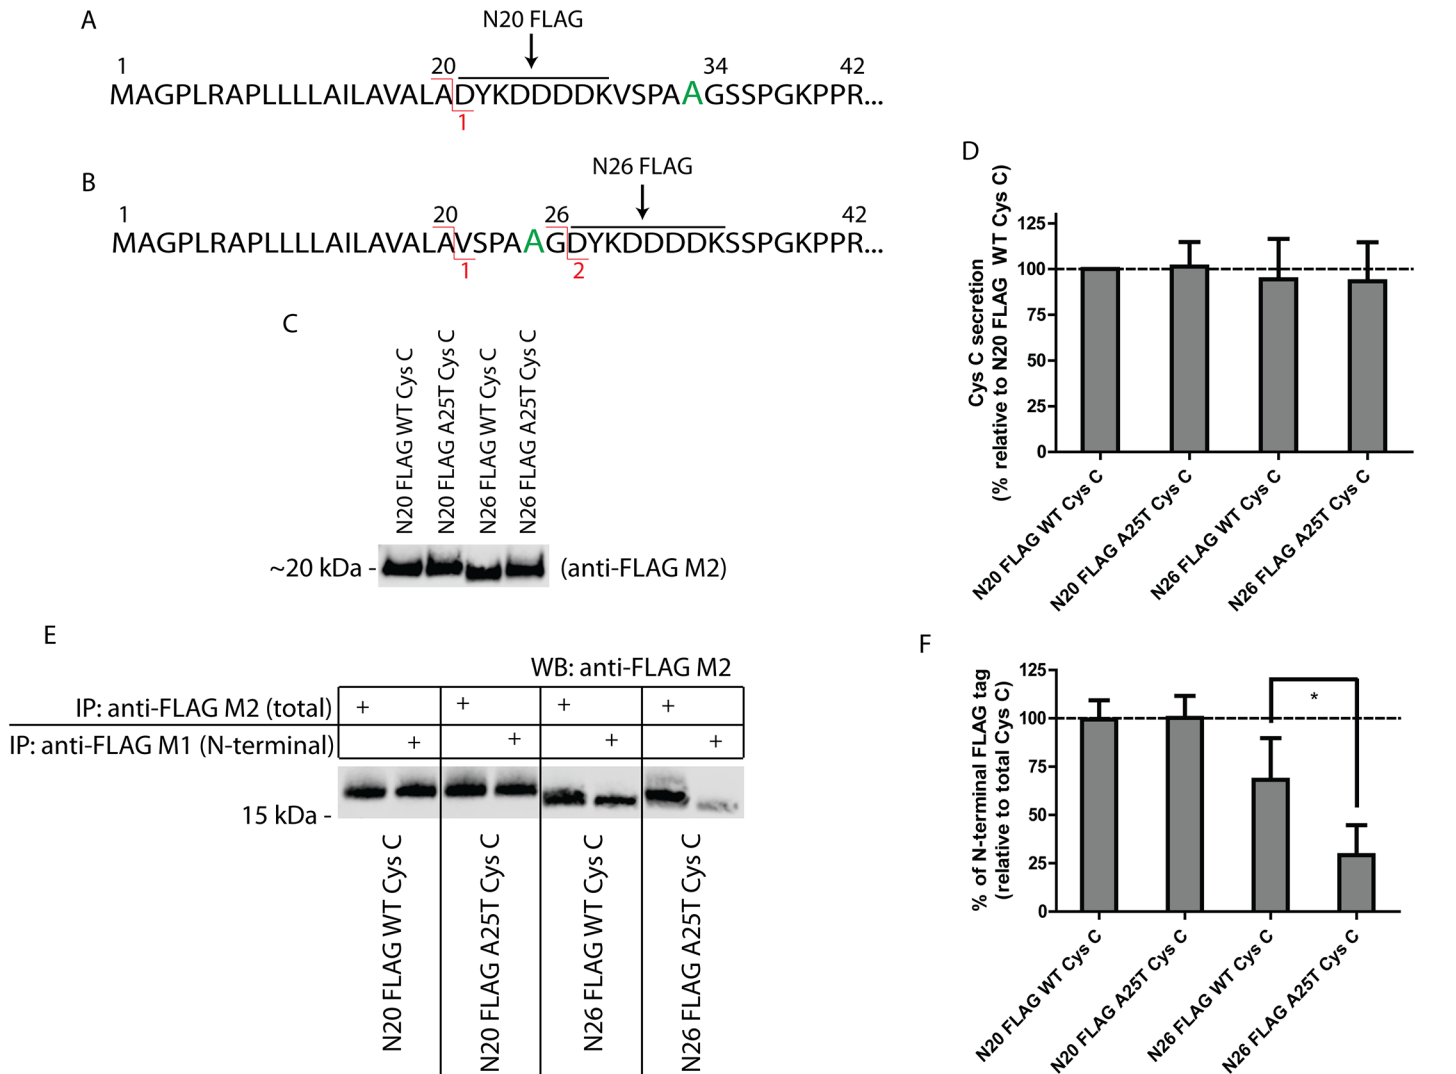 A
N20 FLAG
1 20 34 42
MAGPLRAPLLLLAILAVALADYKDDDDKVSPAAGSSPGKPPR...
1
B
N26 FLAG
1 20 26 42
MAGPLRAPLLLLAILAVALAVSPAAGDYKDDDDKSSPGKPPR...
1 2
C
N20 FLAG WT Cys C
N20 FLAG A25T Cys C
N26 FLAG WT Cys C
N26 FLAG A25T Cys C
~20 kDa -
(anti-FLAG M2)
D
Cys C secretion
(% relative to N20 FLAG WT Cys C)
125
100
75
50
25
0
N20 FLAG WT Cys C
N20 FLAG A25T Cys C
N26 FLAG WT Cys C
N26 FLAG A25T Cys C
E
WB: anti-FLAG M2
IP: anti-FLAG M2 (total) + + + +
IP: anti-FLAG M1 (N-terminal) + + + +
15 kDa -
N20 FLAG WT Cys C
N20 FLAG A25T Cys C
N26 FLAG WT Cys C
N26 FLAG A25T Cys C
F
% of N-terminal FLAG tag
(relative to total Cys C)
125
100
75
50
25
0
*
N20 FLAG WT Cys C
N20 FLAG A25T Cys C
N26 FLAG WT Cys C
N26 FLAG A25T Cys C